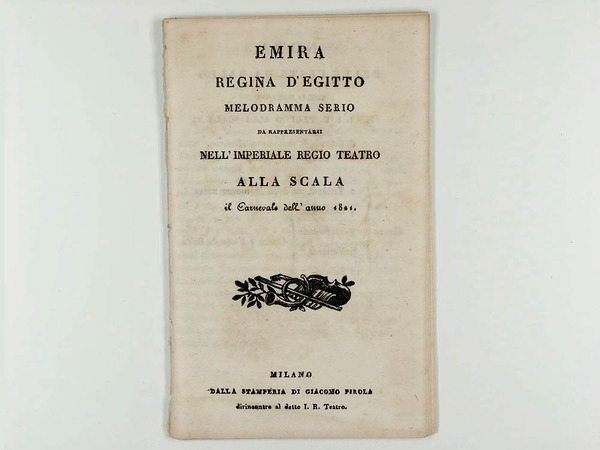 EMIRA
REGINA D'EGITTO
MELODRAMMA SERIO
DA RAPPRESENTARSI
NELL'IMPERIALE REGIO TEATRO
ALLA SCALA
il Carnevale dell'anno 1821.
MILANO
DALLA STAMPERIA DI GIACOMO PIROLA
dirincontro al detto I. R. Teatro.